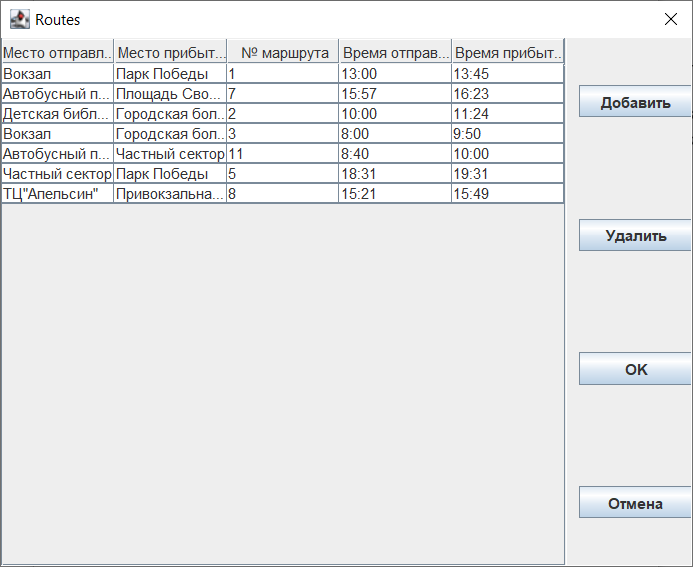 Routes
Место отправл... Место прибыт... № маршрута Время отправ... Время прибыт...
Вокзал Парк Победы 1 13:00 13:45
Автобусный п... Площадь Сво... 7 15:57 16:23
Детская библ... Городская бол... 2 10:00 11:24
Вокзал Городская бол... 3 8:00 9:50
Автобусный п... Частный сектор 11 8:40 10:00
Частный сектор Парк Победы 5 18:31 19:31
ТЦ"Апельсин" Привокзальна... 8 15:21 15:49
Добавить
Удалить
OK
Отмена